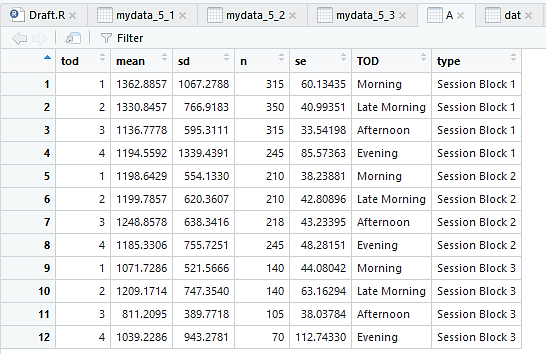 Draft.R mydata_5_1 mydata_5_2 mydata_5_3 A dat
Filter
tod mean sd n se TOD type
1 1 1362.8857 1067.2788 315 60.13435 Morning Session Block 1
2 2 1330.8457 766.9183 350 40.99351 Late Morning Session Block 1
3 3 1136.7778 595.3111 315 33.54198 Afternoon Session Block 1
4 4 1194.5592 1339.4391 245 85.57363 Evening Session Block 1
5 1 1198.6429 554.1330 210 38.23881 Morning Session Block 2
6 2 1199.7857 620.3607 210 42.80896 Late Morning Session Block 2
7 3 1248.8578 638.3416 218 43.23395 Afternoon Session Block 2
8 4 1185.3306 755.7251 245 48.28151 Evening Session Block 2
9 1 1071.7286 521.5666 140 44.08042 Morning Session Block 3
10 2 1209.1714 747.3540 140 63.16294 Late Morning Session Block 3
11 3 811.2095 389.7718 105 38.03784 Afternoon Session Block 3
12 4 1039.2286 943.2781 70 112.74330 Evening Session Block 3